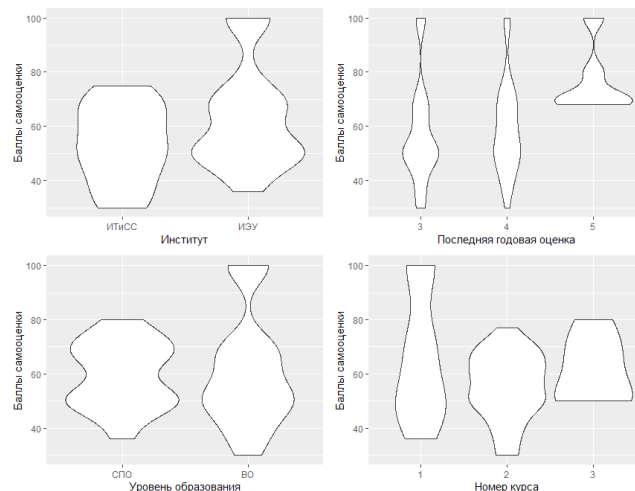 100
80
60
40
Баллы самооценки
ИТиСС
ИЭУ
Институт
100
80
60
40
Баллы самооценки
3
4
5
Последняя годовая оценка
100
80
60
40
Баллы самооценки
СПО
ВО
Уровень образования
100
80
60
40
Баллы самооценки
1
2
3
Номер курса